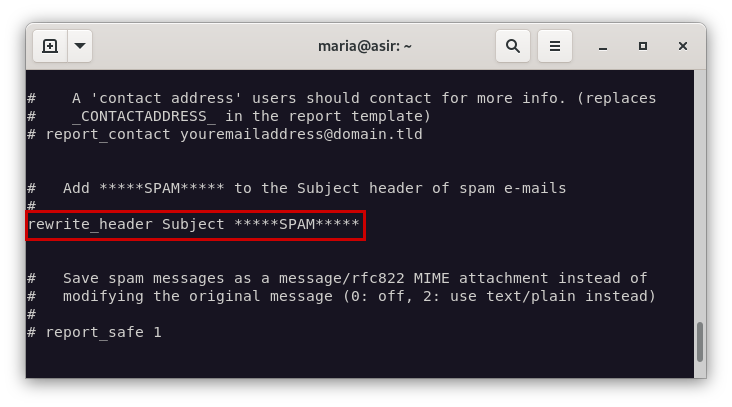 maria@asir: ~
#    A 'contact address' users should contact for more info. (replaces
#    _CONTACTADDRESS_ in the report template)
# report_contact youremailaddress@domain.tld
#   Add *****SPAM***** to the Subject header of spam e-mails
#
rewrite_header Subject *****SPAM*****
#   Save spam messages as a message/rfc822 MIME attachment instead of
#   modifying the original message (0: off, 2: use text/plain instead)
#
# report_safe 1